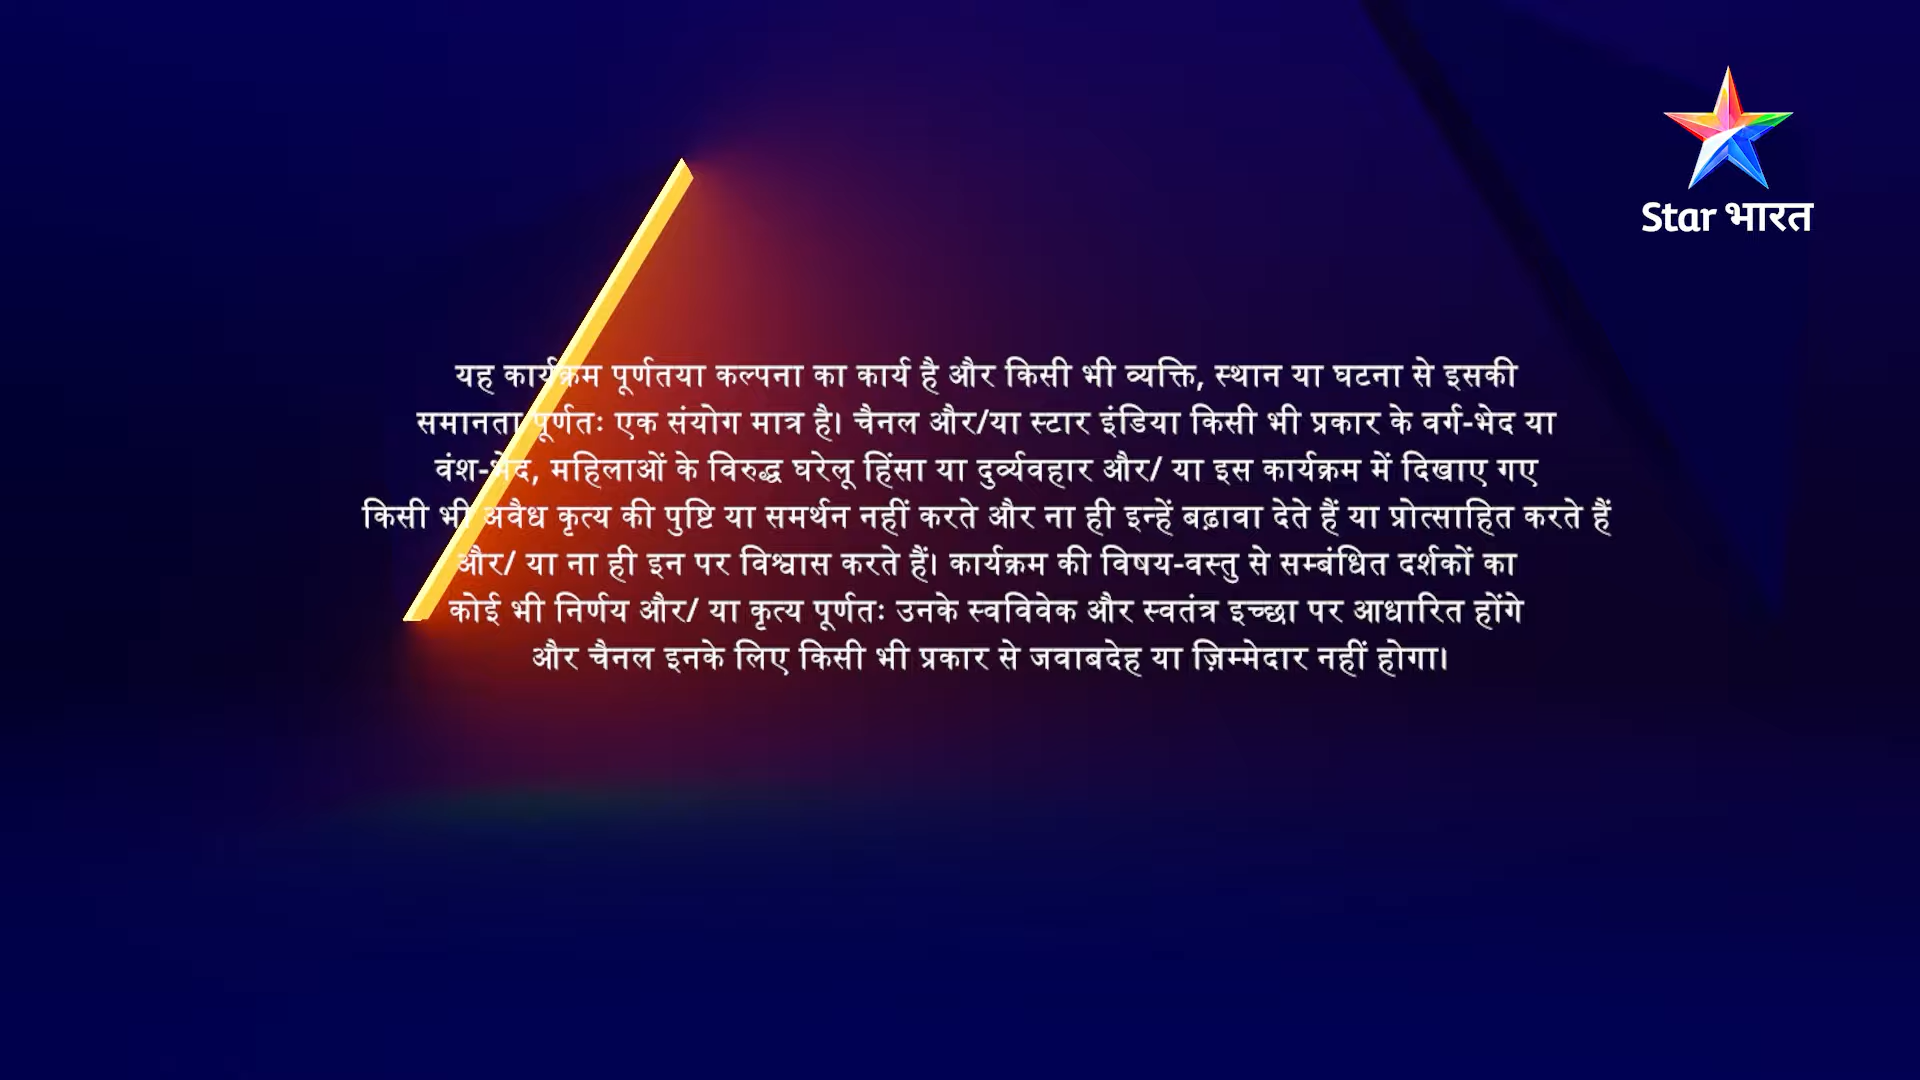 Star भारत
यह कार्यक्रम पूर्णतया कल्पना का कार्य है और किसी भी व्यक्ति, स्थान या घटना से इसकी
समानता पूर्णतः एक संयोग मात्र है। चैनल और/या स्टार इंडिया किसी भी प्रकार के वर्ग-भेद या
वंश-भेद, महिलाओं के विरुद्ध घरेलू हिंसा या दुर्व्यवहार और/ या इस कार्यक्रम में दिखाए गए
किसी भी अवैध कृत्य की पुष्टि या समर्थन नहीं करते और ना ही इन्हें बढ़ावा देते हैं या प्रोत्साहित करते हैं
और/ या ना ही इन पर विश्वास करते हैं। कार्यक्रम की विषय-वस्तु से सम्बंधित दर्शकों का
कोई भी निर्णय और/ या कृत्य पूर्णतः उनके स्वविवेक और स्वतंत्र इच्छा पर आधारित होंगे
और चैनल इनके लिए किसी भी प्रकार से जवाबदेह या ज़िम्मेदार नहीं होगा।